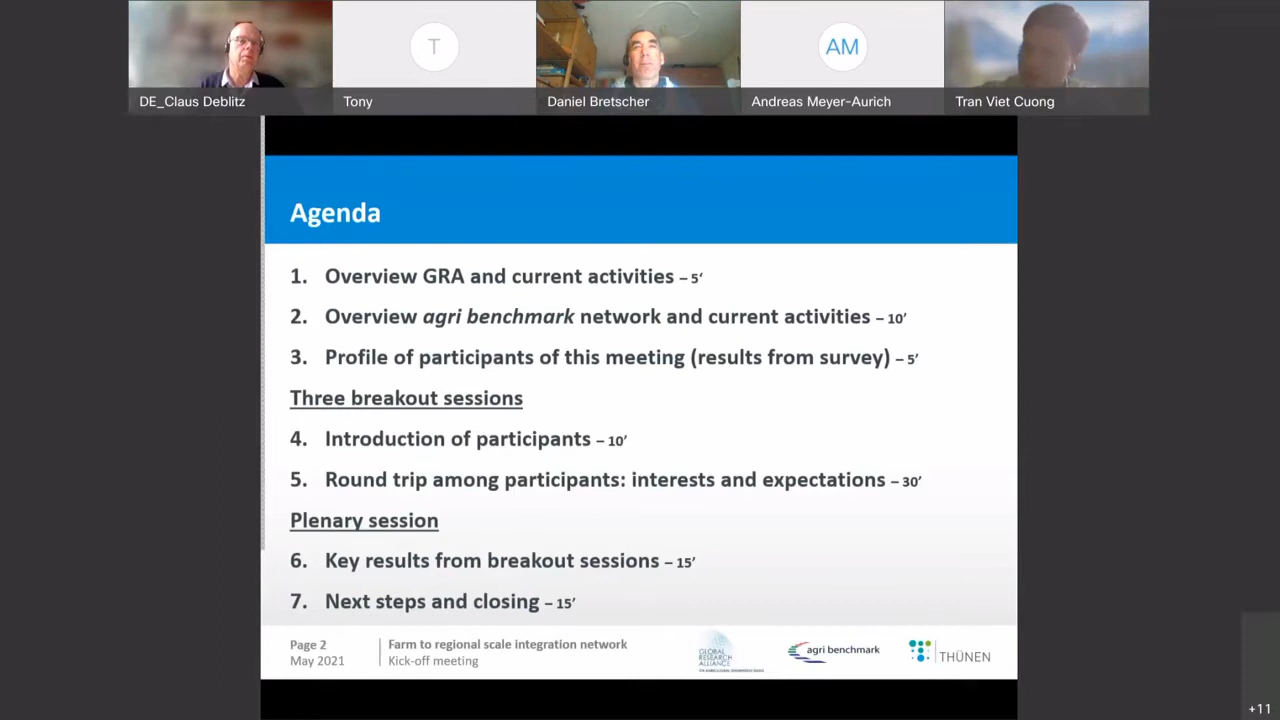 T
AM
DE_Claus Deblitz
Tony
Daniel Bretscher
Andreas Meyer-Aurich
Tran Viet Cuong
Agenda
1. Overview GRA and current activities – 5‘
2. Overview agri benchmark network and current activities – 10’
3. Profile of participants of this meeting (results from survey) – 5’
Three breakout sessions
4. Introduction of participants – 10’
5. Round trip among participants: interests and expectations – 30’
Plenary session
6. Key results from breakout sessions – 15’
7. Next steps and closing – 15’
Page 2
May 2021
Farm to regional scale integration network
Kick-off meeting
GLOBAL
RESEARCH
ALLIANCE
agri benchmark
THÜNEN
+11